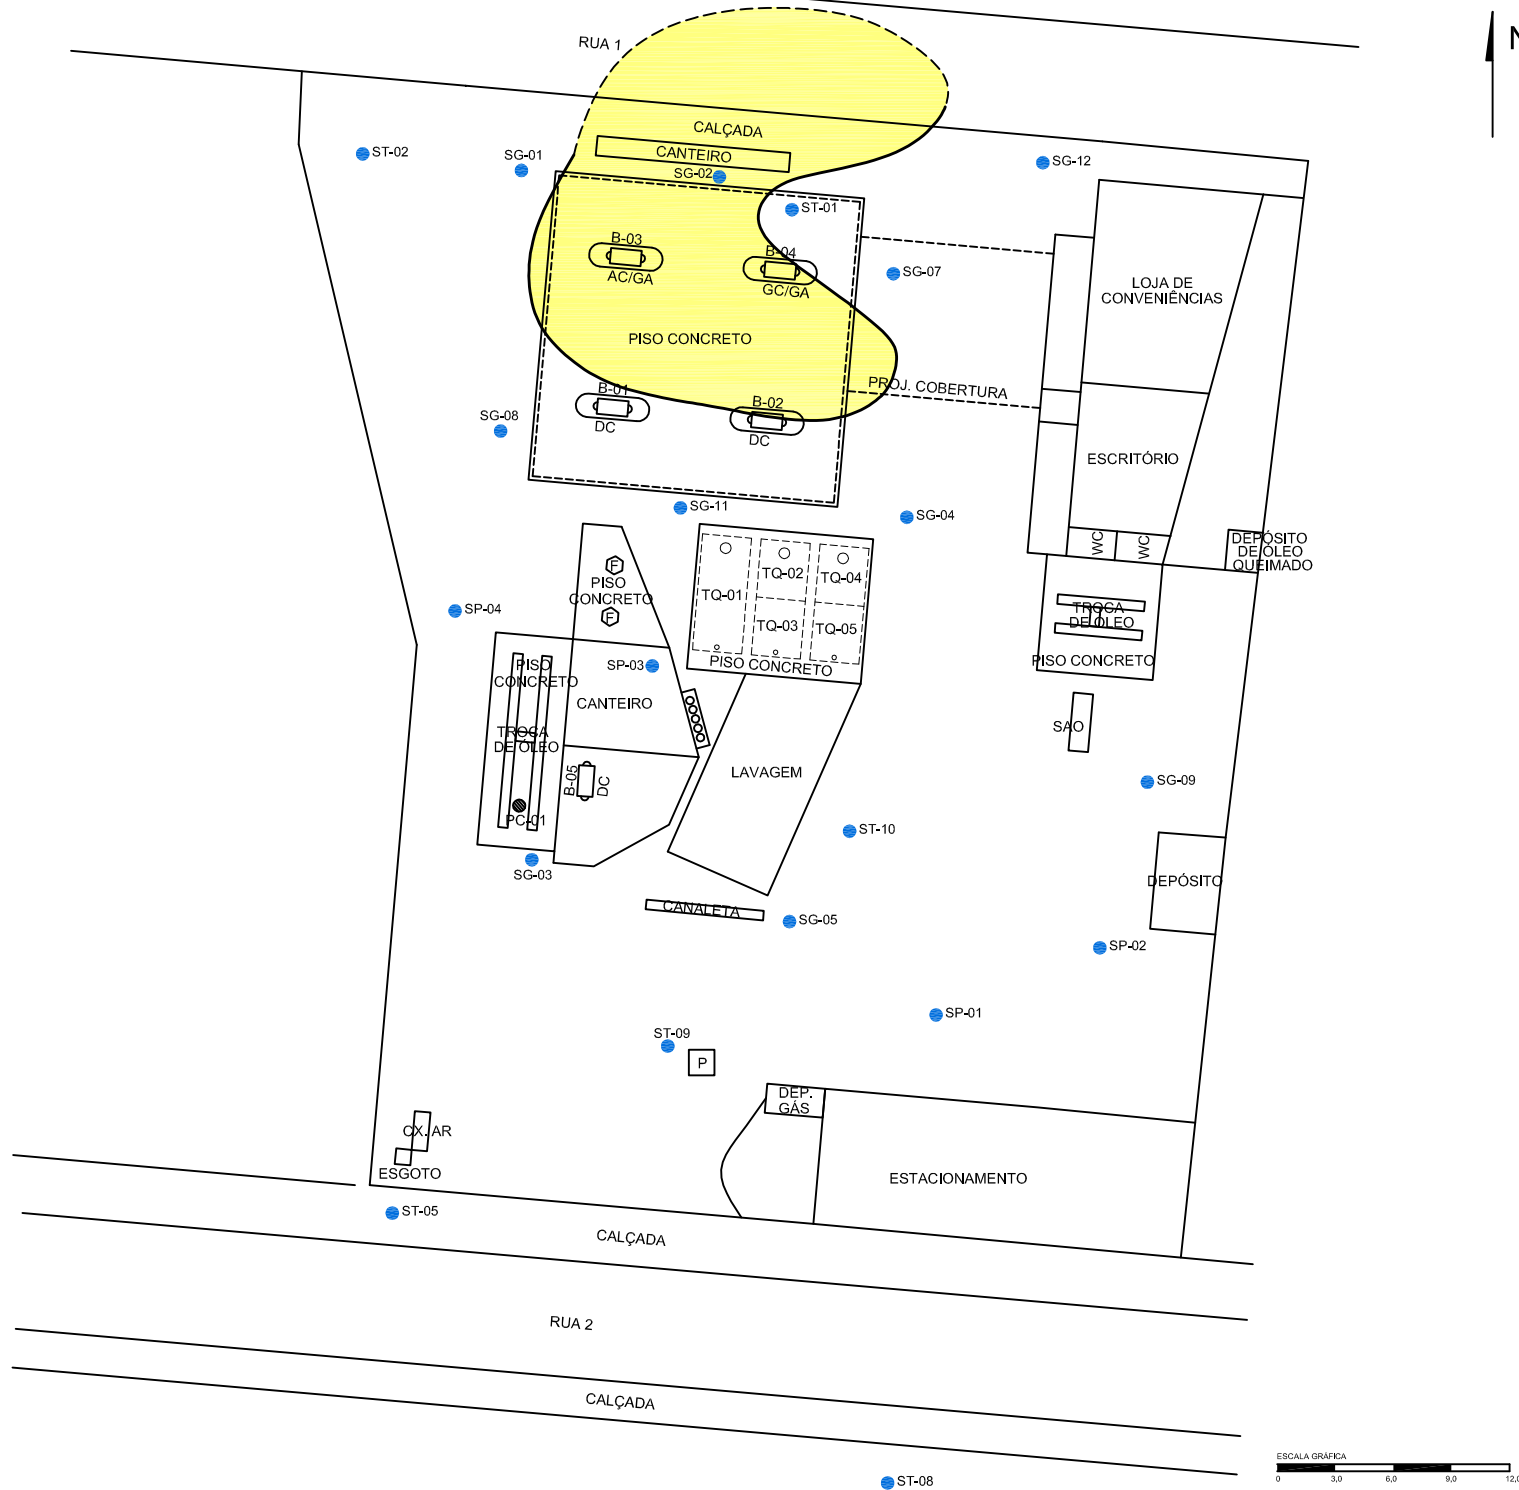 N
RUA 1
CALÇADA
CANTEIRO
ST-02
SG-01
SG-02
SG-12
ST-01
B-03
AC/GA
B-04
GC/GA
SG-07
LOJA DE
CONVENIÊNCIAS
PISO CONCRETO
PROJ. COBERTURA
B-01
DC
B-02
DC
SG-08
ESCRITÓRIO
SG-11
SG-04
WC
WC
DEPÓSITO
DE ÓLEO
QUEIMADO
F
PISO
CONCRETO
F
TQ-01
TQ-02
TQ-04
TQ-03
TQ-05
PISO CONCRETO
SP-04
TROCA
DE ÓLEO
PISO CONCRETO
SP-03
PISO
CONCRETO
CANTEIRO
TROCA
DE ÓLEO
SAO
LAVAGEM
B-05
DC
SG-09
PC-01
ST-10
SG-03
DEPÓSITO
CANALETA
SG-05
SP-02
SP-01
ST-09
P
DEP.
GÁS
CX. AR
ESGOTO
ESTACIONAMENTO
ST-05
CALÇADA
RUA 2
CALÇADA
ESCALA GRÁFICA
0 3,0 6,0 9,0 12,0
ST-08